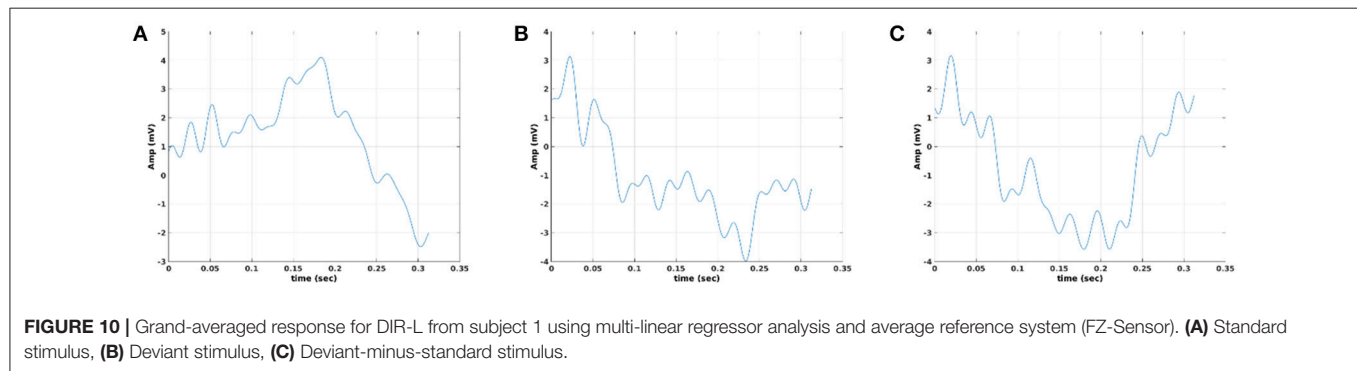 A
5
4
3
2
1
0
-1
-2
-3
Amp (mV)
0 0.05 0.1 0.15 0.2 0.25 0.3 0.35
time (sec)
B
4
3
2
1
0
-1
-2
-3
-4
Amp (mV)
0 0.05 0.1 0.15 0.2 0.25 0.3 0.35
time (sec)
C
4
3
2
1
0
-1
-2
-3
-4
Amp (mV)
0 0.05 0.1 0.15 0.2 0.25 0.3 0.35
time (sec)
FIGURE 10 | Grand-averaged response for DIR-L from subject 1 using multi-linear regressor analysis and average reference system (FZ-Sensor). (A) Standard
stimulus, (B) Deviant stimulus, (C) Deviant-minus-standard stimulus.